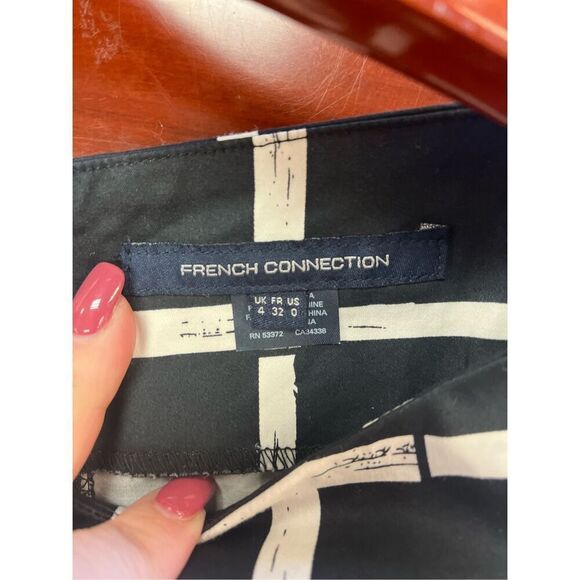 FRENCH CONNECTION
UK FR US
4 32 0
RN 53372 CA34338